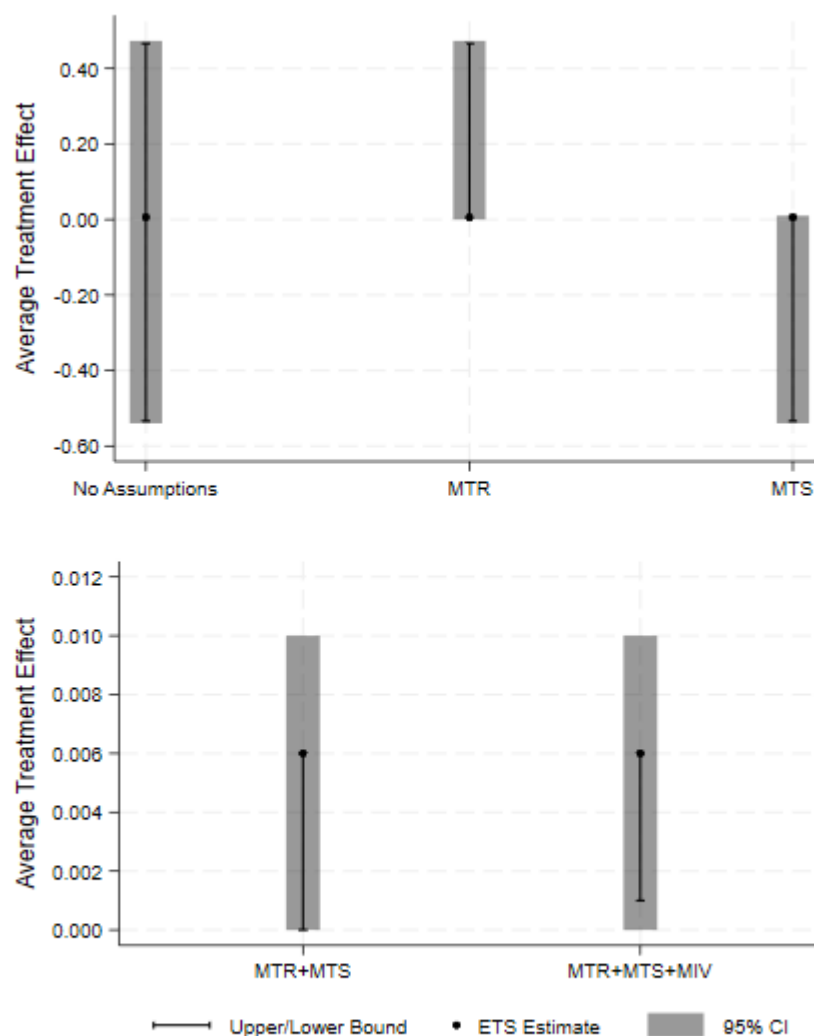 Average Treatment Effect
0.40
0.20
0.00
-0.20
-0.40
-0.60
No Assumptions MTR MTS
Average Treatment Effect
0.012
0.010
0.008
0.006
0.004
0.002
0.000
MTR+MTS MTR+MTS+MIV
Upper/Lower Bound ETS Estimate 95% CI